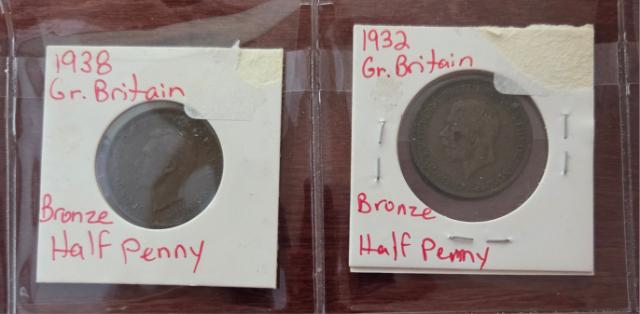 1938
Gr. Britain
Bronze
Half Penny
1932
Gr. Britain
Bronze
Half Penny